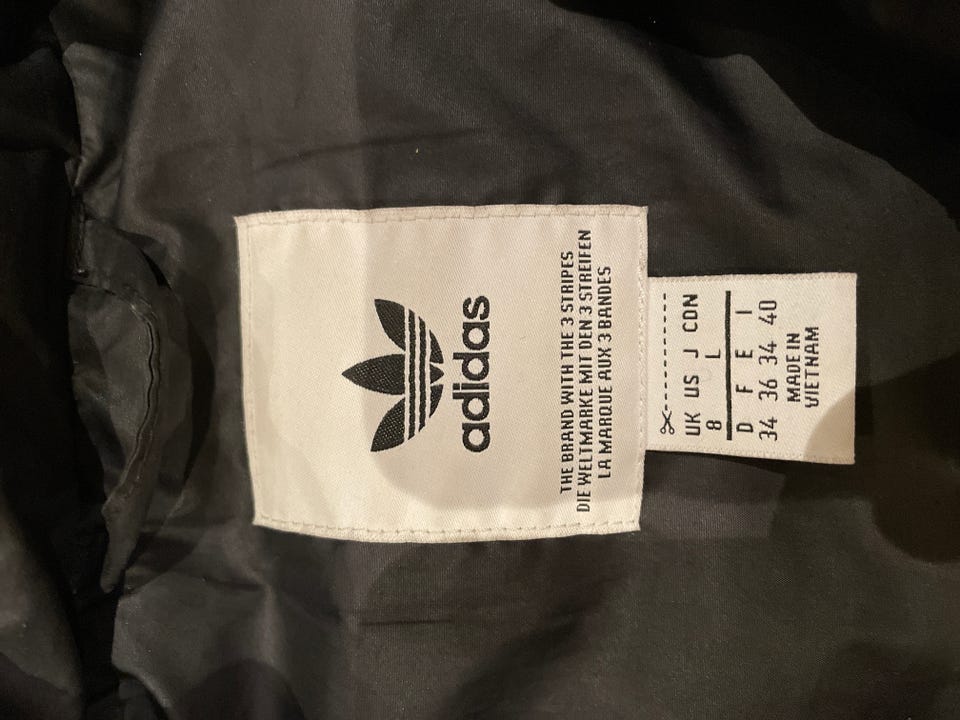 adidas
THE BRAND WITH THE 3 STRIPES
DIE WELTMARKE MIT DEN 3 STREIFEN
LA MARQUE AUX 3 BANDES
UK US J CDN
8 L
D F E I
34 36 34 40
MADE IN
VIETNAM